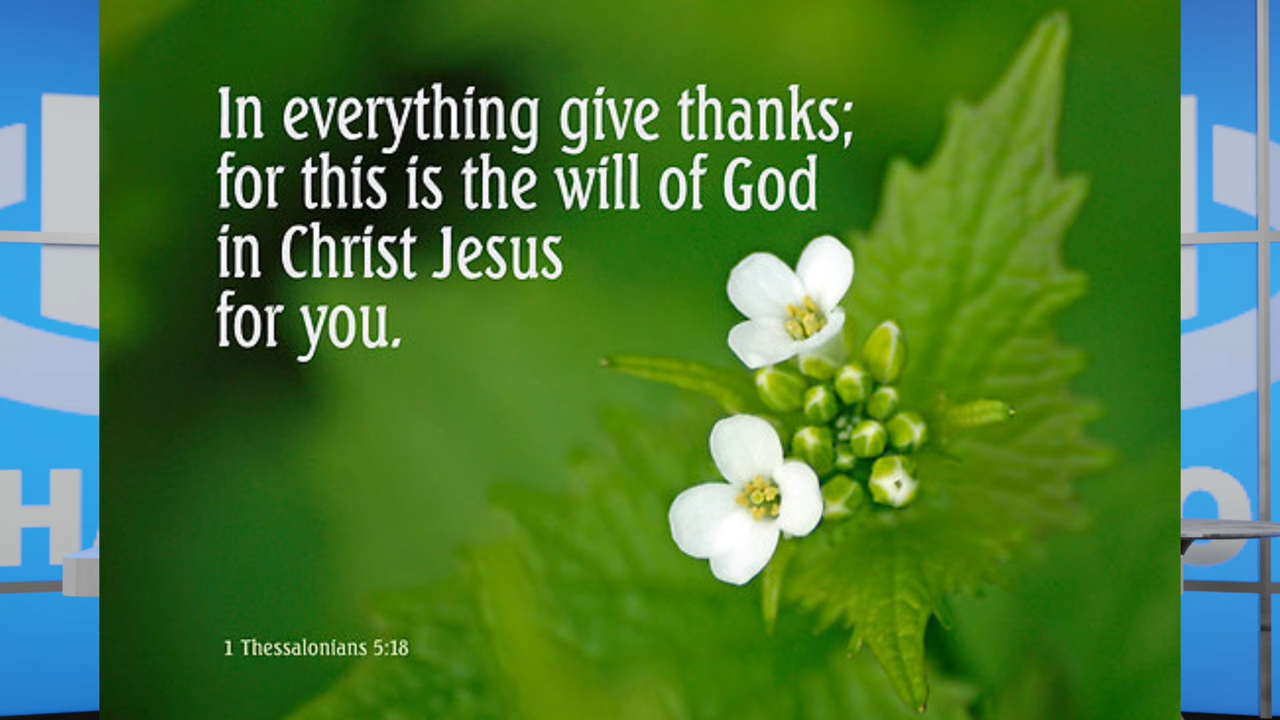 In everything give thanks;
for this is the will of God
in Christ Jesus
for you.
1 Thessalonians 5:18